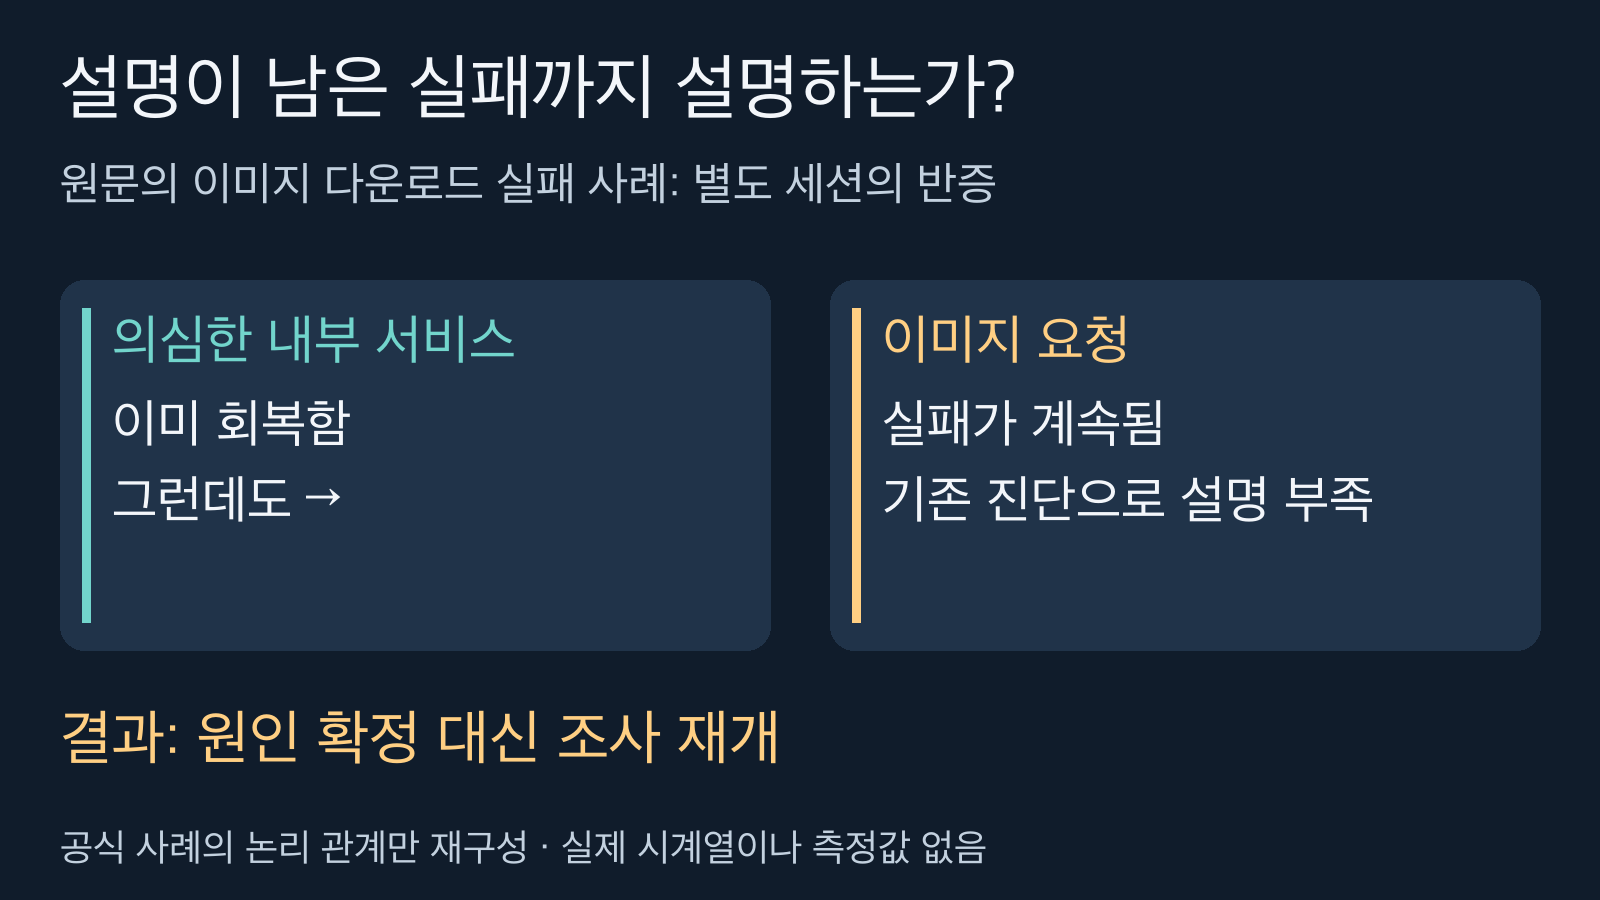 설명이 남은 실패까지 설명하는가?
원문의 이미지 다운로드 실패 사례: 별도 세션의 반증
의심한 내부 서비스
이미 회복함
그런데도 →
이미지 요청
실패가 계속됨
기존 진단으로 설명 부족
결과: 원인 확정 대신 조사 재개
공식 사례의 논리 관계만 재구성 · 실제 시계열이나 측정값 없음